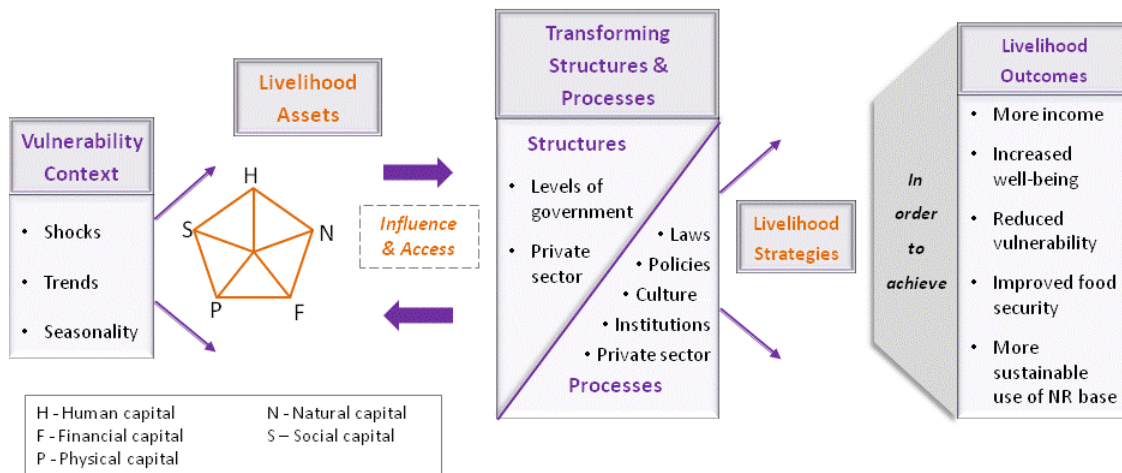 Vulnerability
Context
• Shocks
• Trends
• Seasonality
Livelihood
Assets
H
S
N
P
F
Influence
& Access
Transforming
Structures &
Processes
Structures
• Levels of
government
• Private
sector
• Laws
• Policies
• Culture
• Institutions
• Private sector
Processes
Livelihood
Strategies
In
order
to
achieve
Livelihood
Outcomes
• More income
• Increased
well-being
• Reduced
vulnerability
• Improved food
security
• More
sustainable
use of NR base
H - Human capital
F - Financial capital
P - Physical capital
N - Natural capital
S – Social capital